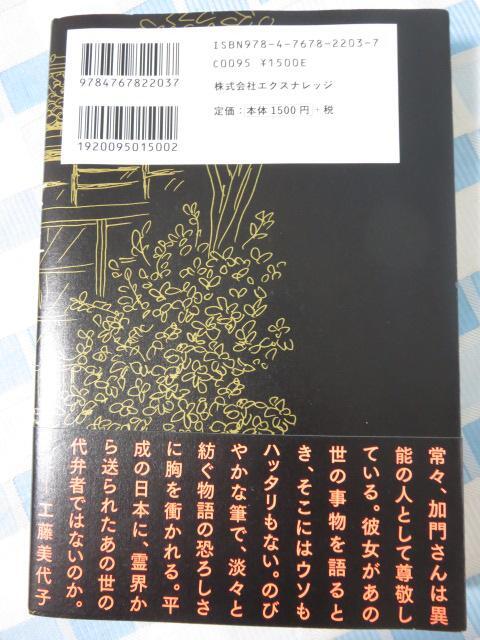 ISBN978-4-7678-2203-7
C0095 ¥1500E
株式会社エクスナレッジ
定価:本体1500円+税
9784767822037
1920095015002
常々、加門さんは異
能の人として尊敬し
ている。彼女があの
世の事物を語ると
き、そこにはウソも
ハッタリもない。のび
やかな筆で、淡々と
紡ぐ物語の恐ろしさ
に胸を衝かれる。平
成の日本に、霊界か
ら送られたあの世の
代弁者ではないのか。
工藤美代子